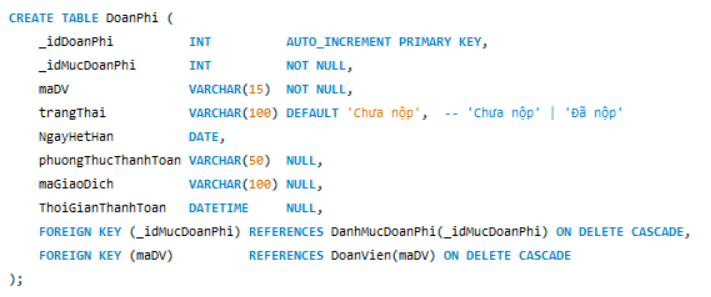 CREATE TABLE DoanPhi (
    _idDoanPhi          INT          AUTO_INCREMENT PRIMARY KEY,
    _idMucDoanPhi       INT          NOT NULL,
    maDV                VARCHAR(15)  NOT NULL,
    trangThai           VARCHAR(100) DEFAULT 'Chưa nộp',  -- 'Chưa nộp' | 'Đã nộp'
    NgayHetHan          DATE,
    phuongThucThanhToan VARCHAR(50)  NULL,
    maGiaoDich          VARCHAR(100) NULL,
    ThoiGianThanhToan   DATETIME     NULL,
    FOREIGN KEY (_idMucDoanPhi) REFERENCES DanhMucDoanPhi(_idMucDoanPhi) ON DELETE CASCADE,
    FOREIGN KEY (maDV)          REFERENCES DoanVien(maDV) ON DELETE CASCADE
);